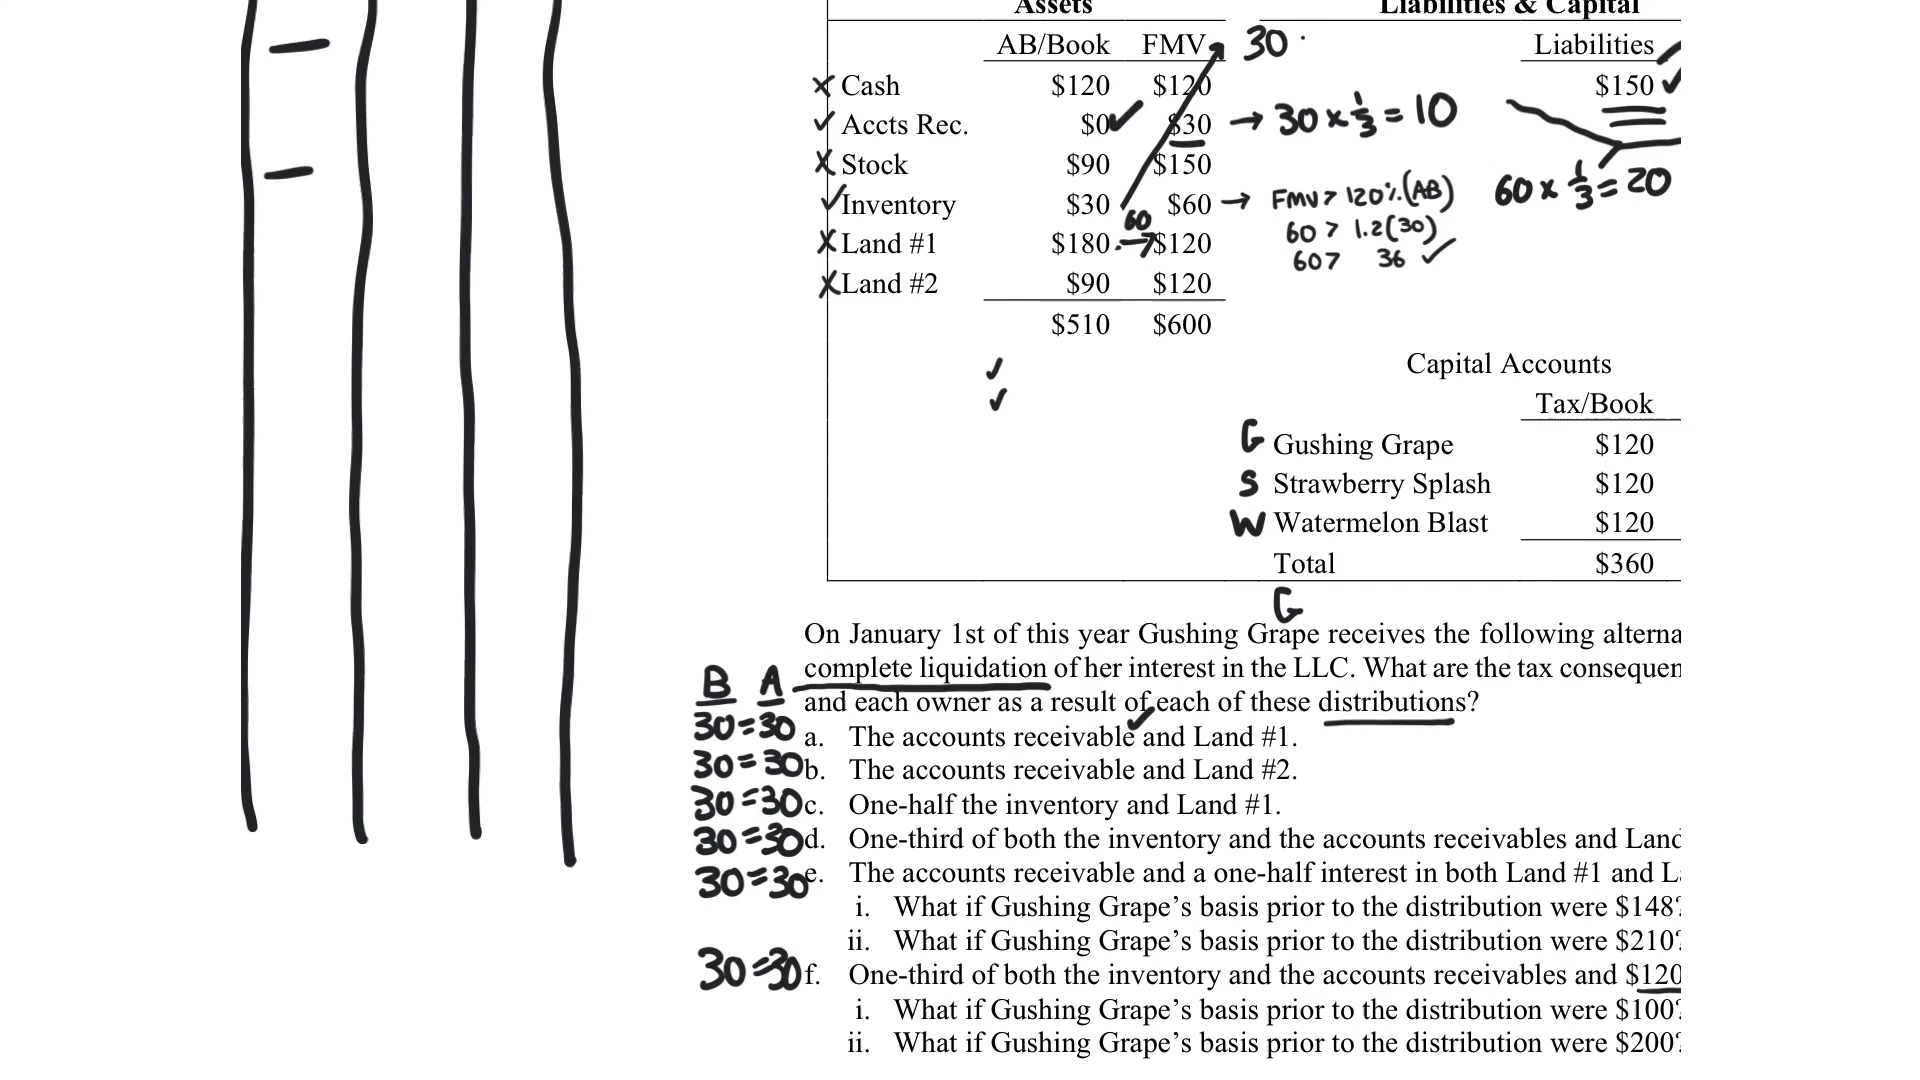 Assets Liabilities & Capital
AB/Book FMV 30 Liabilities
Cash $120 $120 $150
Accts Rec. $0 $30 → 30 × 1/3 = 10
Stock $90 $150
Inventory $30 $60 → FMV > 120% (AB) 60 × 1/3 = 20
60 60 > 1.2(30)
Land #1 $180 → $120 60 > 36 ✓
Land #2 $90 $120
$510 $600
Capital Accounts
Tax/Book
G Gushing Grape $120
S Strawberry Splash $120
W Watermelon Blast $120
Total $360
G
On January 1st of this year Gushing Grape receives the following alterna
complete liquidation of her interest in the LLC. What are the tax consequen
B A
and each owner as a result of each of these distributions?
30 = 30 a. The accounts receivable and Land #1.
30 = 30 b. The accounts receivable and Land #2.
30 = 30 c. One-half the inventory and Land #1.
30 = 30 d. One-third of both the inventory and the accounts receivables and Land
30 = 30 e. The accounts receivable and a one-half interest in both Land #1 and L
i. What if Gushing Grape's basis prior to the distribution were $148?
ii. What if Gushing Grape's basis prior to the distribution were $210?
30 = 30 f. One-third of both the inventory and the accounts receivables and $120
i. What if Gushing Grape's basis prior to the distribution were $100?
ii. What if Gushing Grape's basis prior to the distribution were $200?